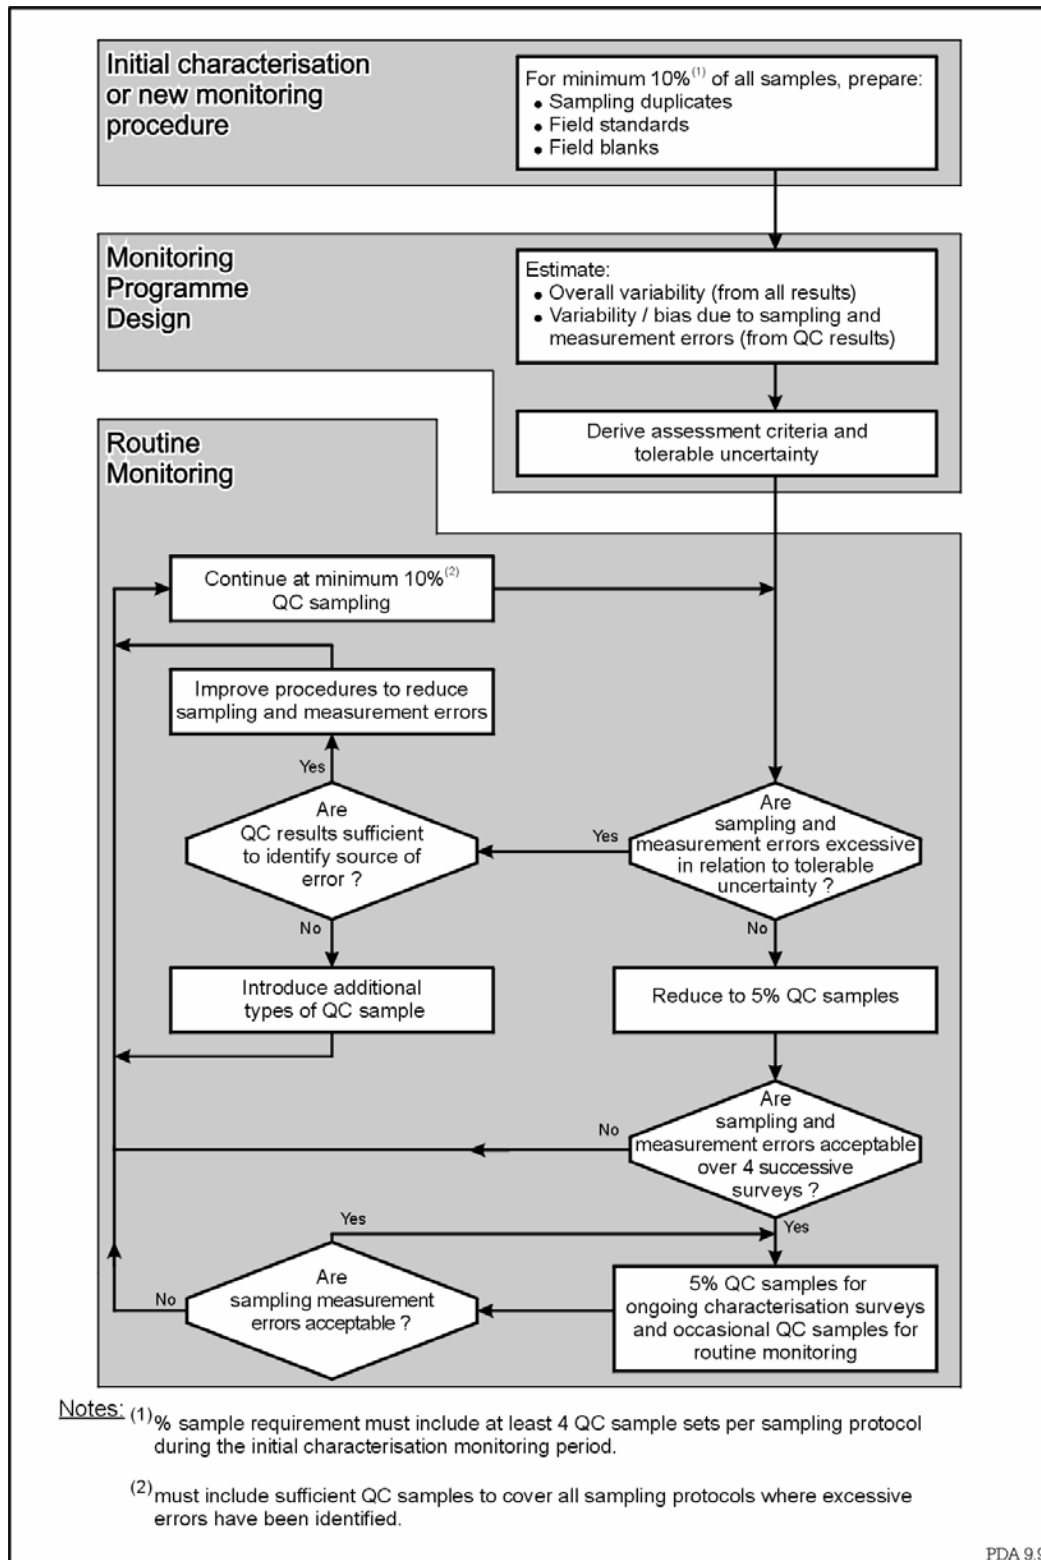 Initial characterisation
or new monitoring
procedure
For minimum 10%(1) of all samples, prepare:
• Sampling duplicates
• Field standards
• Field blanks
Monitoring
Programme
Design
Estimate:
• Overall variability (from all results)
• Variability / bias due to sampling and
measurement errors (from QC results)
Derive assessment criteria and
tolerable uncertainty
Routine
Monitoring
Continue at minimum 10%(2)
QC sampling
Improve procedures to reduce
sampling and measurement errors
Yes
Are
QC results sufficient
to identify source of
error ?
Yes
Are
sampling and
measurement errors excessive
in relation to tolerable
uncertainty ?
No
No
Introduce additional
types of QC sample
Reduce to 5% QC samples
Are
sampling and
measurement errors acceptable
over 4 successive
surveys ?
No
Yes
Yes
Are
sampling measurement
errors acceptable ?
No
5% QC samples for
ongoing characterisation surveys
and occasional QC samples for
routine monitoring
Notes: (1) % sample requirement must include at least 4 QC sample sets per sampling protocol
during the initial characterisation monitoring period.
(2) must include sufficient QC samples to cover all sampling protocols where excessive
errors have been identified.
PDA 9.9